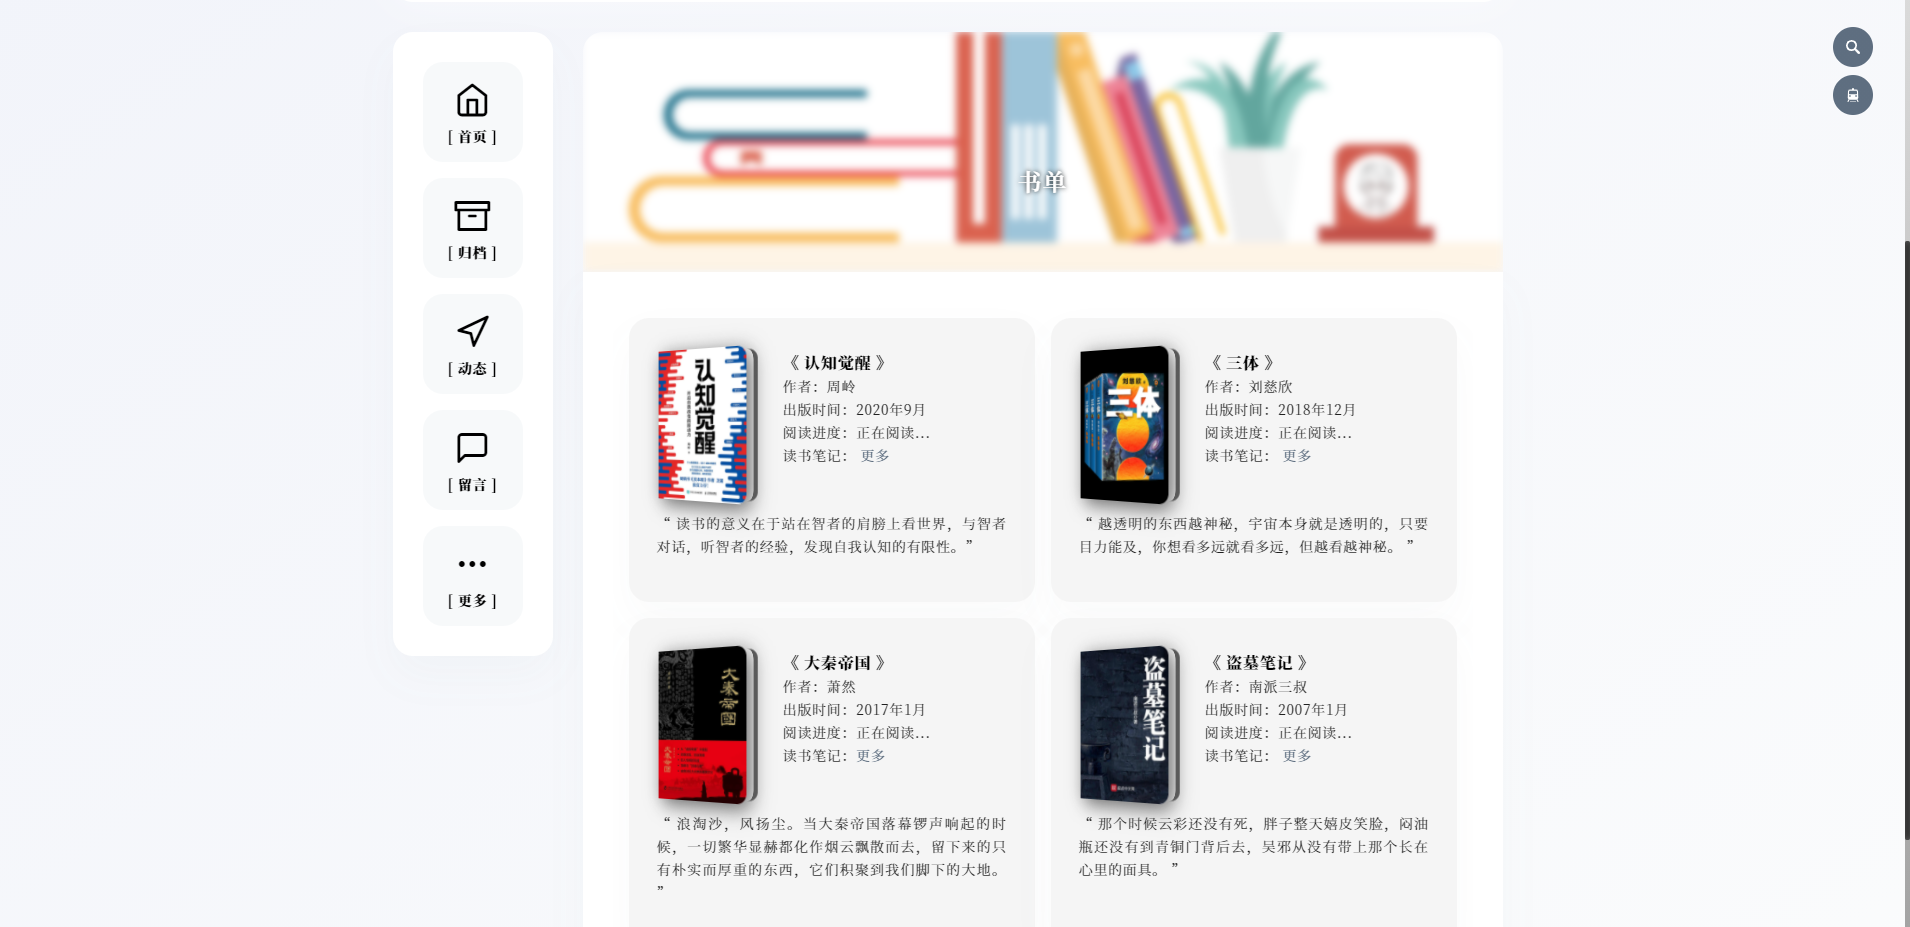 [ 首页 ]
[ 归档 ]
[ 动态 ]
[ 留言 ]
[ 更多 ]
书单
认知觉醒
《 认知觉醒 》
作者：周岭
出版时间：2020年9月
阅读进度：正在阅读...
读书笔记： 更多
“ 读书的意义在于站在智者的肩膀上看世界，与智者
对话，听智者的经验，发现自我认知的有限性。”
刘慈欣
三体
《 三体 》
作者：刘慈欣
出版时间：2018年12月
阅读进度：正在阅读...
读书笔记： 更多
“ 越透明的东西越神秘，宇宙本身就是透明的，只要
目力能及，你想看多远就看多远，但越看越神秘。 ”
大秦帝国
《 大秦帝国 》
作者：萧然
出版时间：2017年1月
阅读进度：正在阅读...
读书笔记：更多
“ 浪淘沙，风扬尘。当大秦帝国落幕锣声响起的时
候，一切繁华显赫都化作烟云飘散而去，留下来的只
有朴实而厚重的东西，它们积聚到我们脚下的大地。
”
盗墓笔记
《 盗墓笔记 》
作者：南派三叔
出版时间：2007年1月
阅读进度：正在阅读...
读书笔记： 更多
“ 那个时候云彩还没有死，胖子整天嬉皮笑脸，闷油
瓶还没有到青铜门背后去，吴邪从没有带上那个长在
心里的面具。 ”